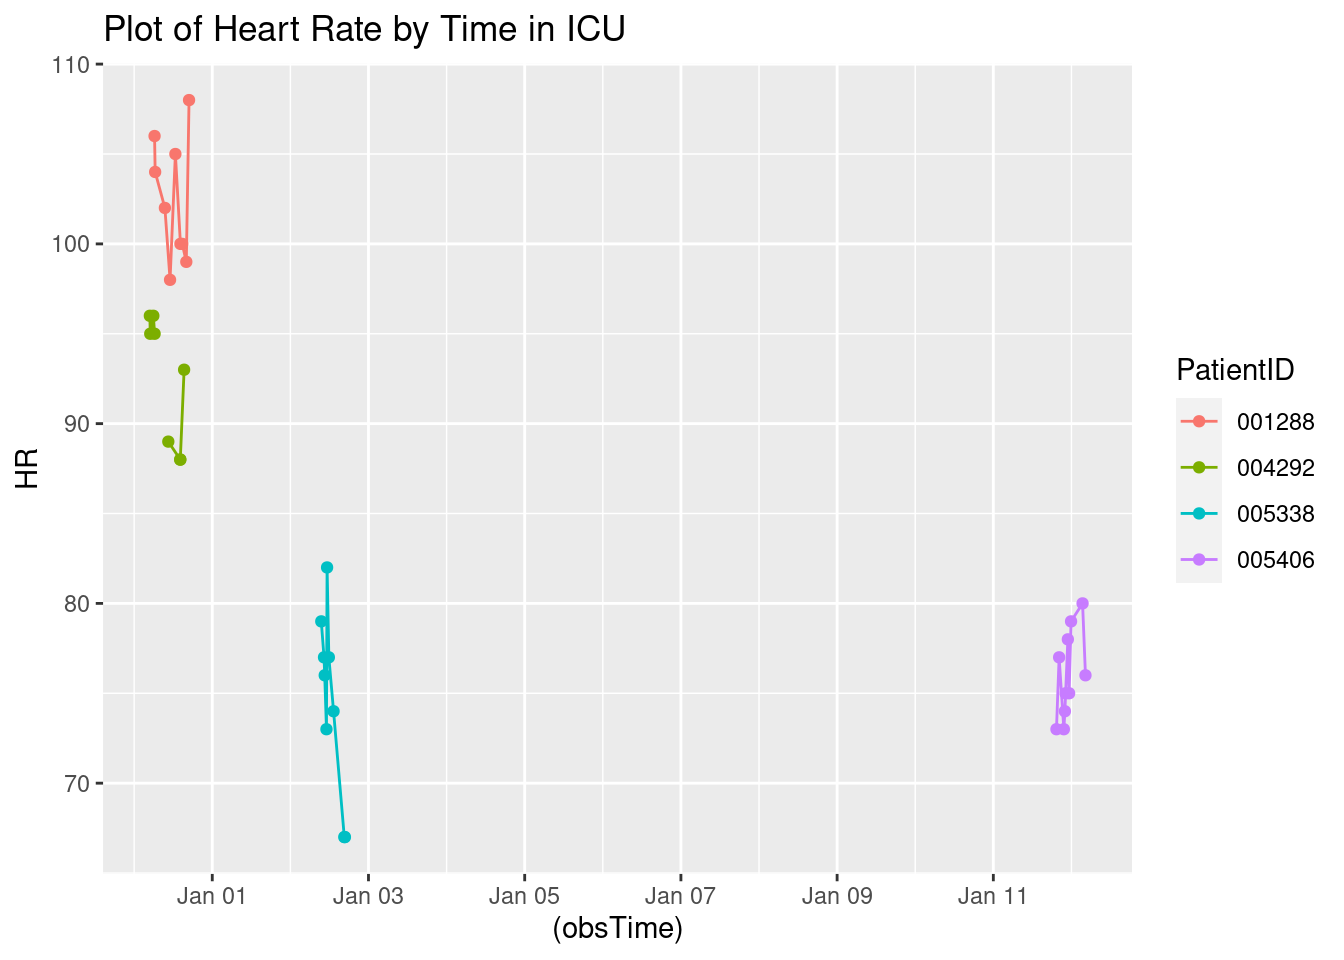 Plot of Heart Rate by Time in ICU
110
100
90
80
70
HR
Jan 01 Jan 03 Jan 05 Jan 07 Jan 09 Jan 11
(obsTime)
PatientID
001288
004292
005338
005406